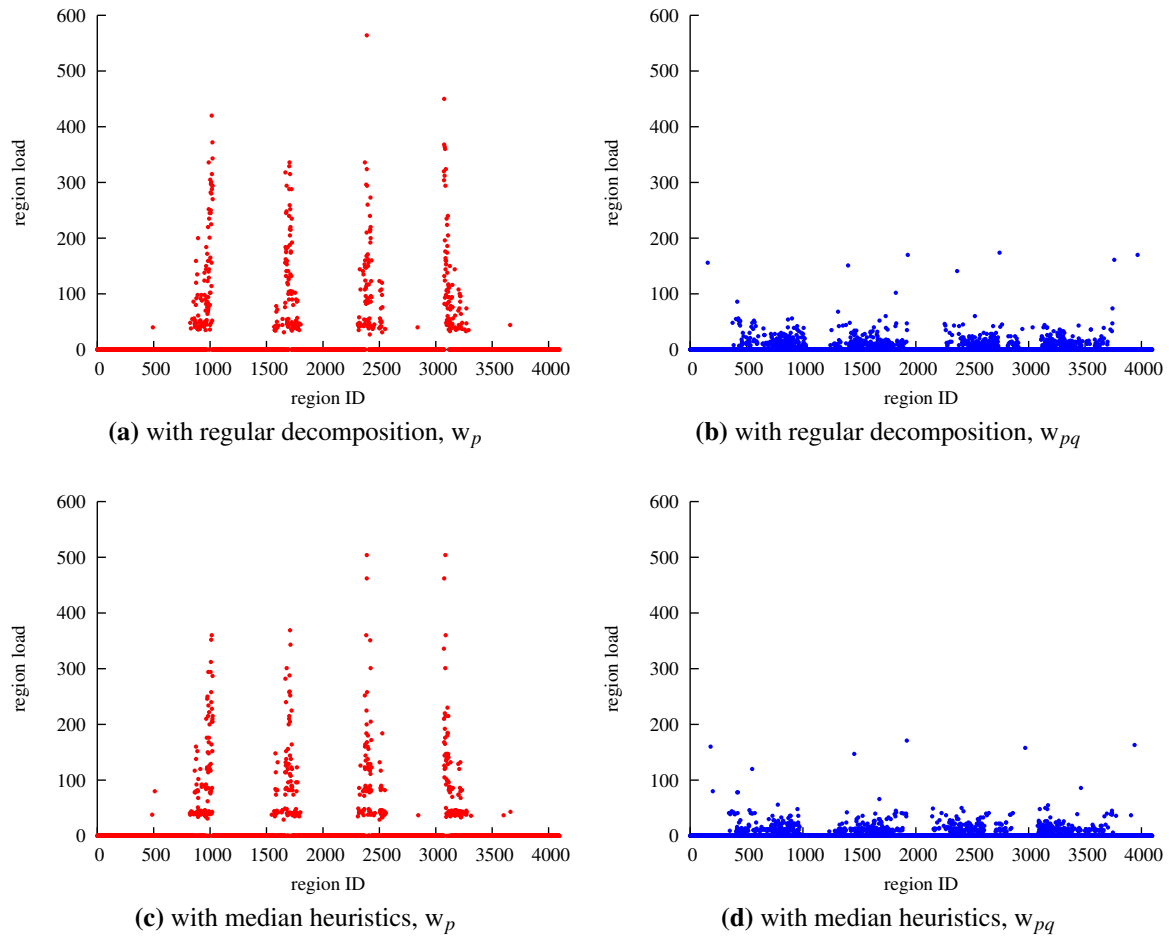 600
500
400
300
200
100
0
region load
0 500 1000 1500 2000 2500 3000 3500 4000
region ID
(a) with regular decomposition, w_p
600
500
400
300
200
100
0
region load
0 500 1000 1500 2000 2500 3000 3500 4000
region ID
(b) with regular decomposition, w_pq
600
500
400
300
200
100
0
region load
0 500 1000 1500 2000 2500 3000 3500 4000
region ID
(c) with median heuristics, w_p
600
500
400
300
200
100
0
region load
0 500 1000 1500 2000 2500 3000 3500 4000
region ID
(d) with median heuristics, w_pq